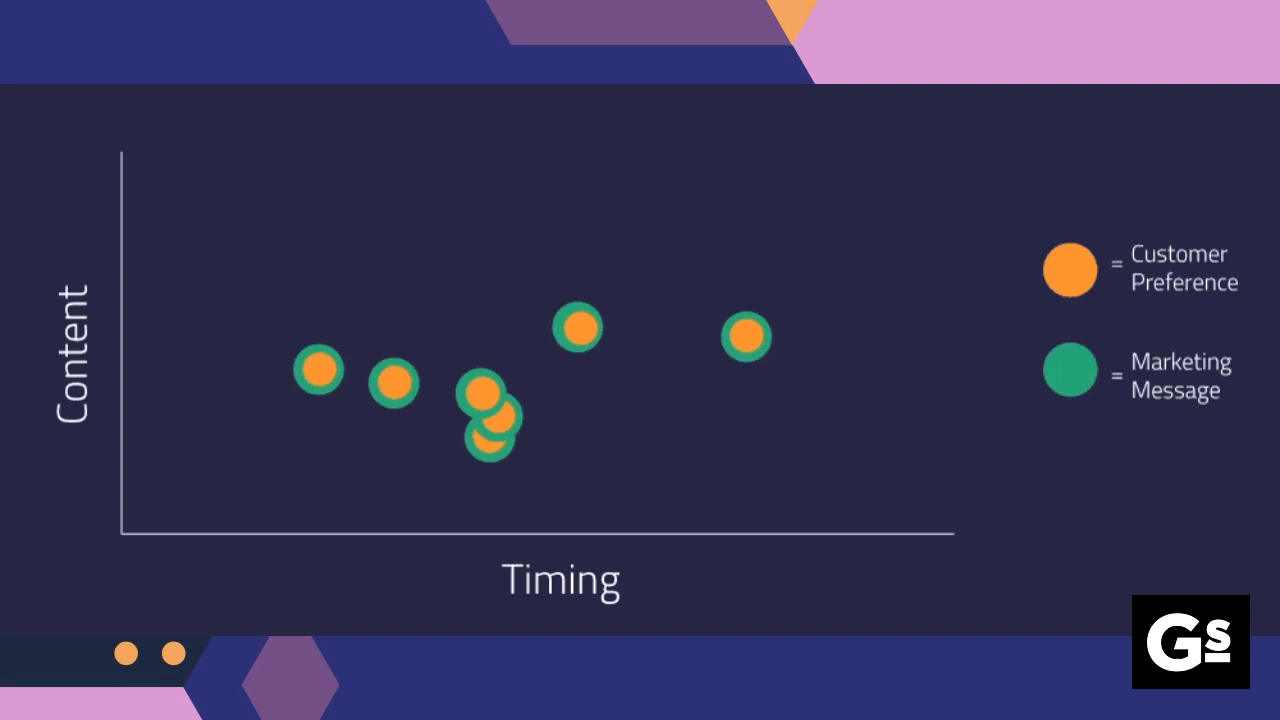 Content
Timing
= Customer
Preference
= Marketing
Message
Gs